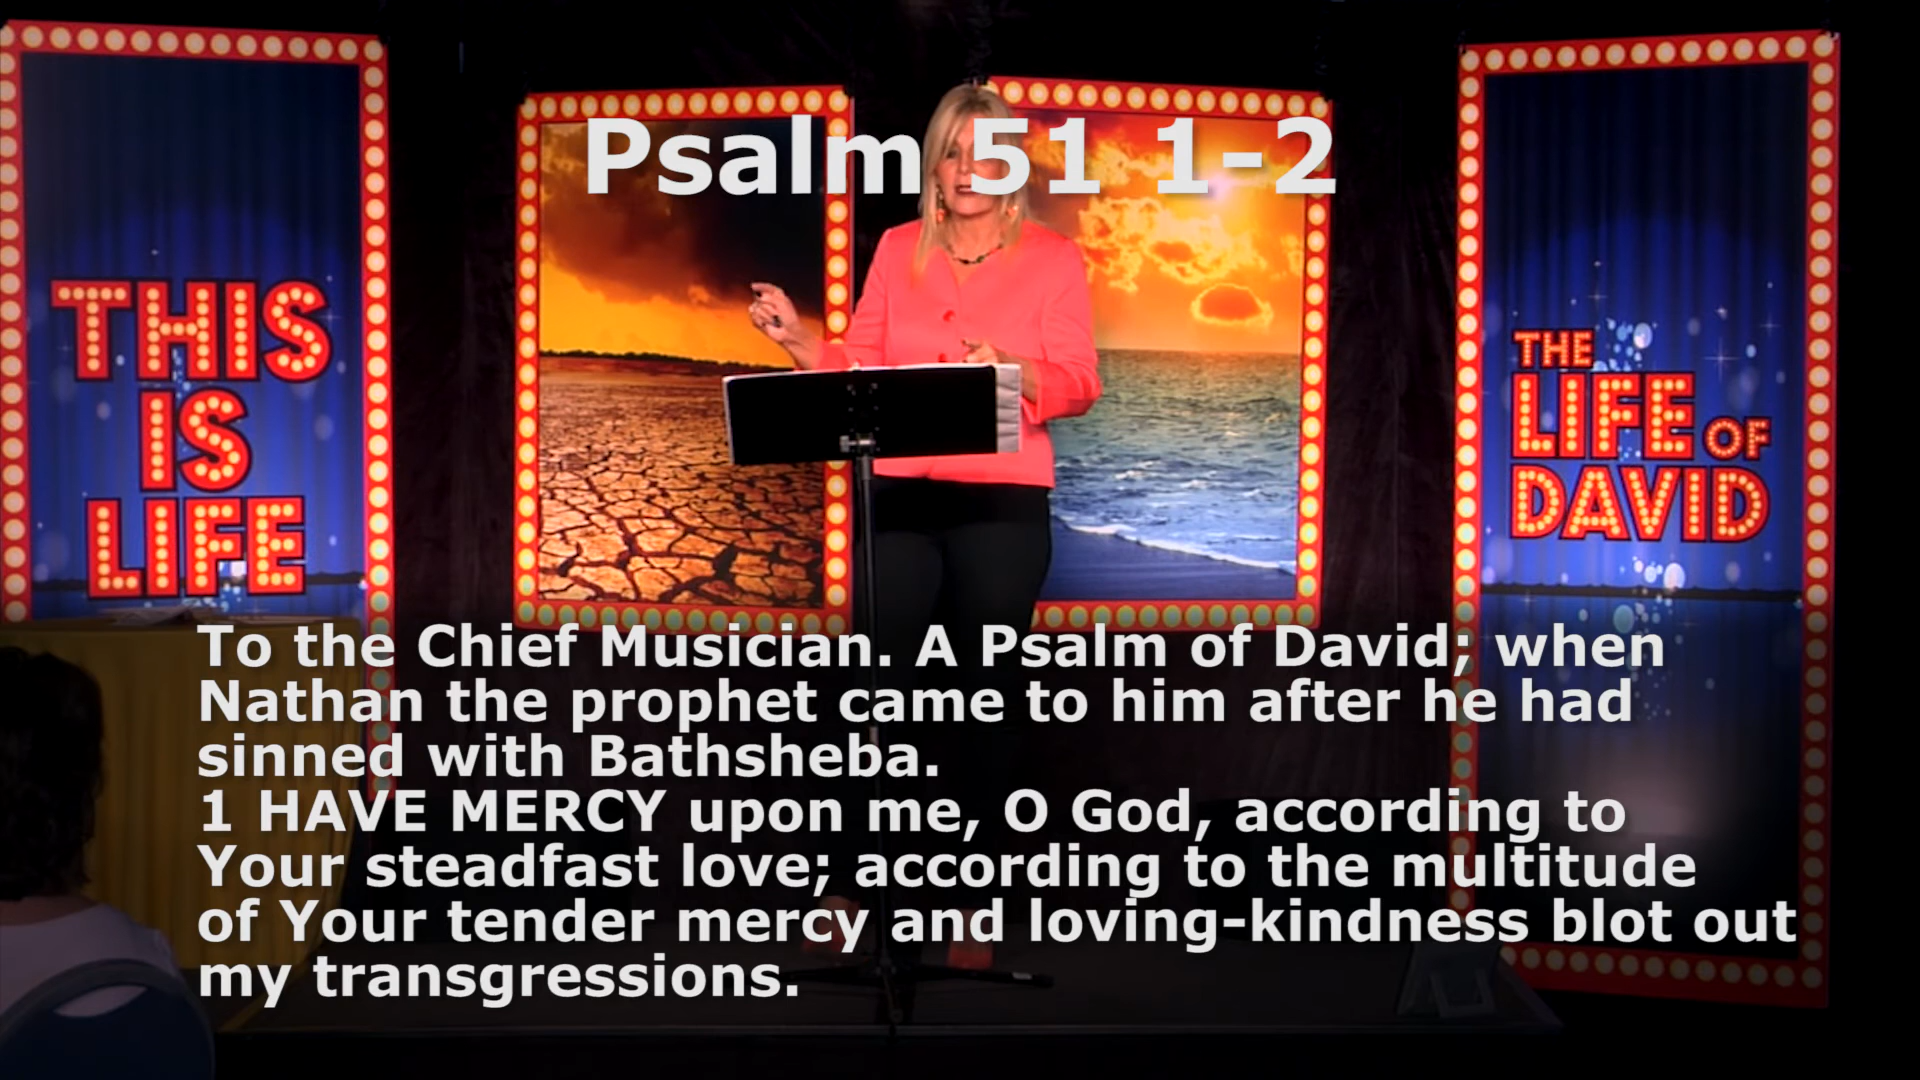 Psalm 51 1-2
THIS
IS
LIFE
THE
LIFE OF
DAVID
To the Chief Musician. A Psalm of David; when
Nathan the prophet came to him after he had
sinned with Bathsheba.
1 HAVE MERCY upon me, O God, according to
Your steadfast love; according to the multitude
of Your tender mercy and loving-kindness blot out
my transgressions.